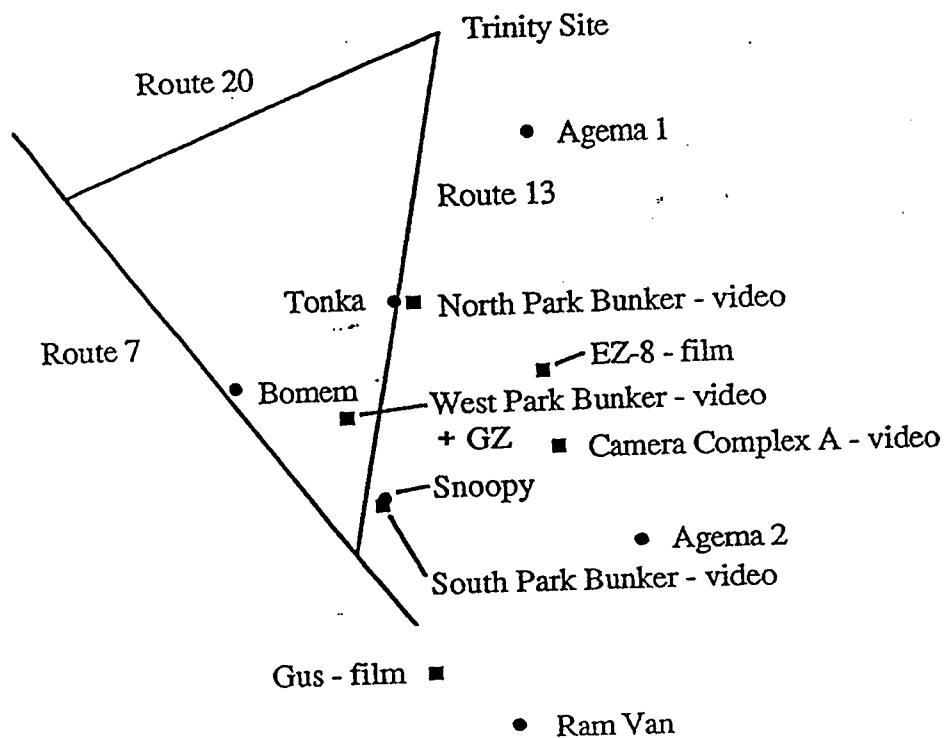 Trinity Site
Route 20
Agema 1
Route 13
Tonka
North Park Bunker - video
Route 7
EZ-8 - film
Bomem
West Park Bunker - video
+ GZ
Camera Complex A - video
Snoopy
Agema 2
South Park Bunker - video
Gus - film
Ram Van